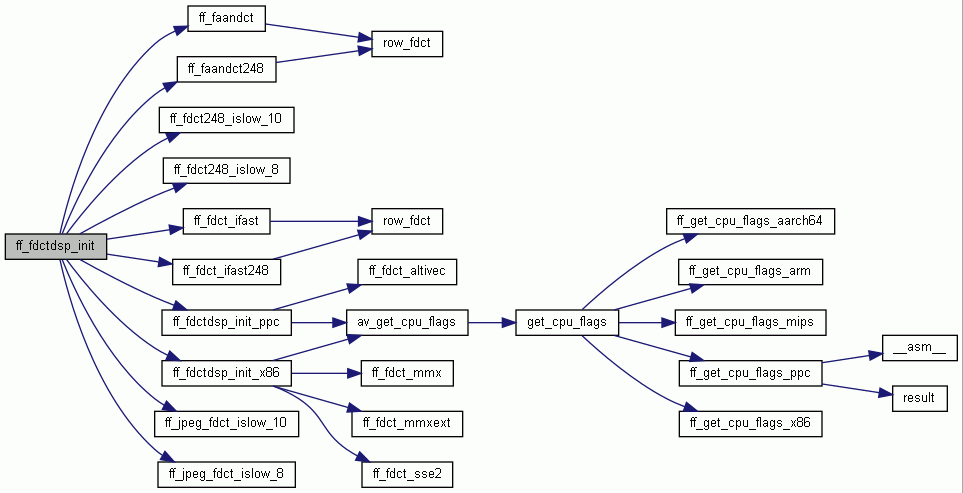 ff_fdctdsp_init
ff_faandct
ff_faandct248
ff_fdct248_islow_10
ff_fdct248_islow_8
ff_fdct_ifast
ff_fdct_ifast248
ff_fdctdsp_init_ppc
ff_fdctdsp_init_x86
ff_jpeg_fdct_islow_10
ff_jpeg_fdct_islow_8
row_fdct
row_fdct
ff_fdct_altivec
av_get_cpu_flags
ff_fdct_mmx
ff_fdct_mmxext
ff_fdct_sse2
get_cpu_flags
ff_get_cpu_flags_aarch64
ff_get_cpu_flags_arm
ff_get_cpu_flags_mips
ff_get_cpu_flags_ppc
ff_get_cpu_flags_x86
__asm__
result